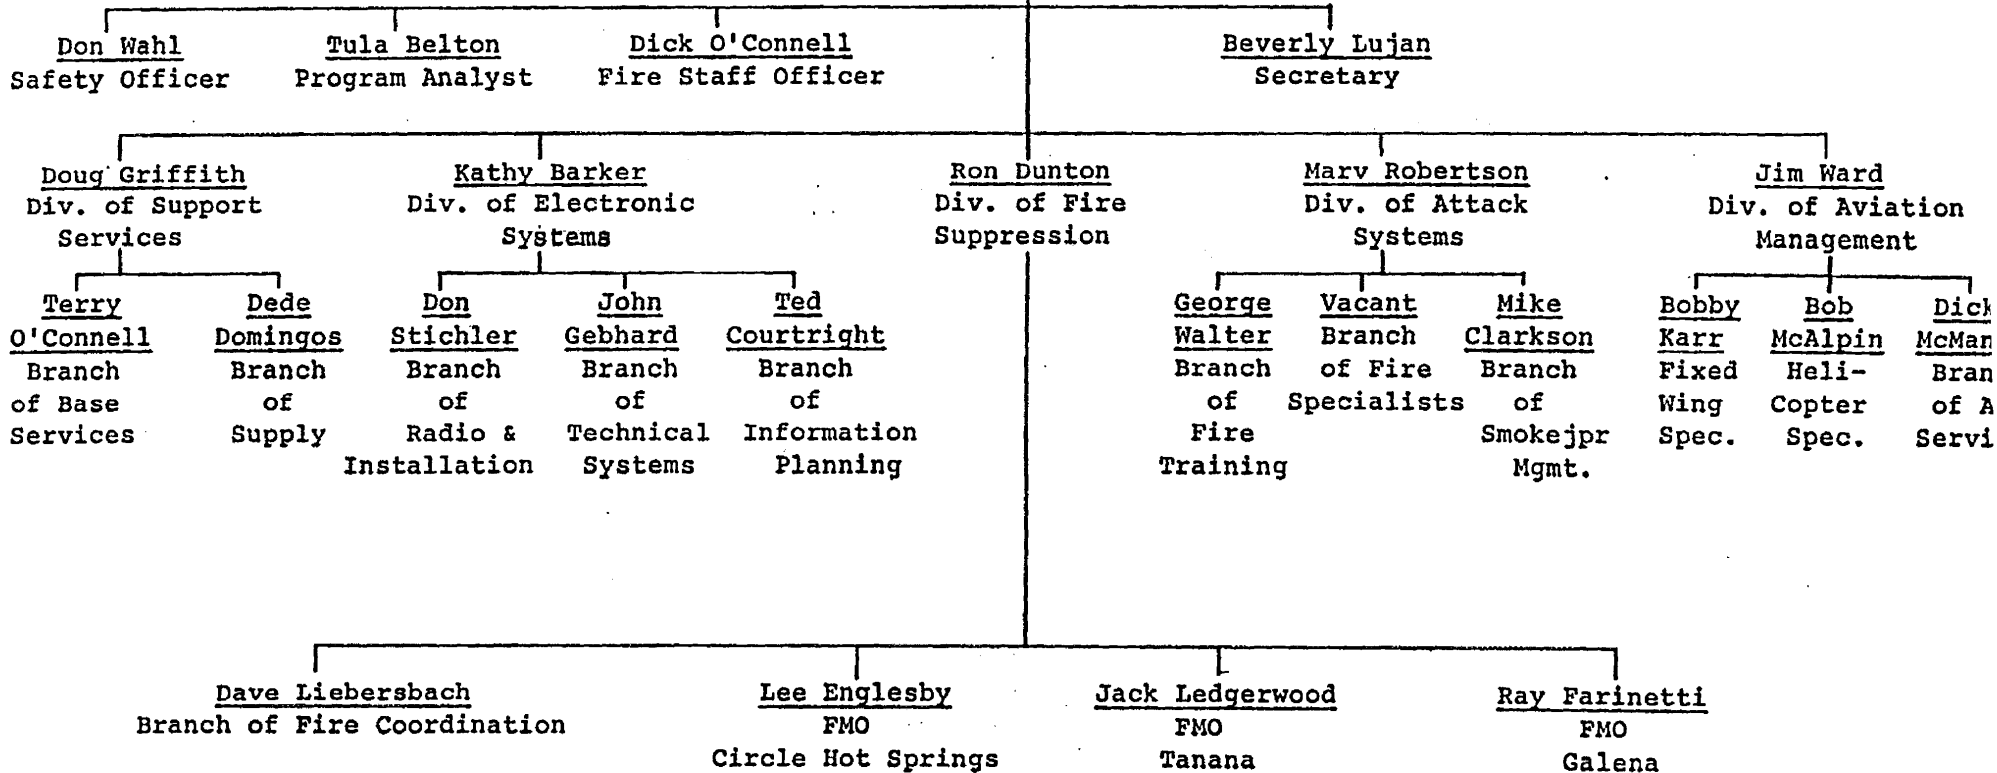 Don Wahl
Safety Officer
Tula Belton
Program Analyst
Dick O'Connell
Fire Staff Officer
Beverly Lujan
Secretary
Doug Griffith
Div. of Support
Services
Kathy Barker
Div. of Electronic
Systems
Ron Dunton
Div. of Fire
Suppression
Marv Robertson
Div. of Attack
Systems
Jim Ward
Div. of Aviation
Management
Terry
O'Connell
Branch
of Base
Services
Dede
Domingos
Branch
of
Supply
Don
Stichler
Branch
of
Radio &
Installation
John
Gebhard
Branch
of
Technical
Systems
Ted
Courtright
Branch
of
Information
Planning
George
Walter
Branch
of
Fire
Training
Vacant
Branch
of Fire
Specialists
Mike
Clarkson
Branch
of
Smokejpr
Mgmt.
Bobby
Karr
Fixed
Wing
Spec.
Bob
McAlpin
Heli-
Copter
Spec.
Dick
McMan
Bran
of A
Servi
Dave Liebersbach
Branch of Fire Coordination
Lee Englesby
FMO
Circle Hot Springs
Jack Ledgerwood
FMO
Tanana
Ray Farinetti
FMO
Galena